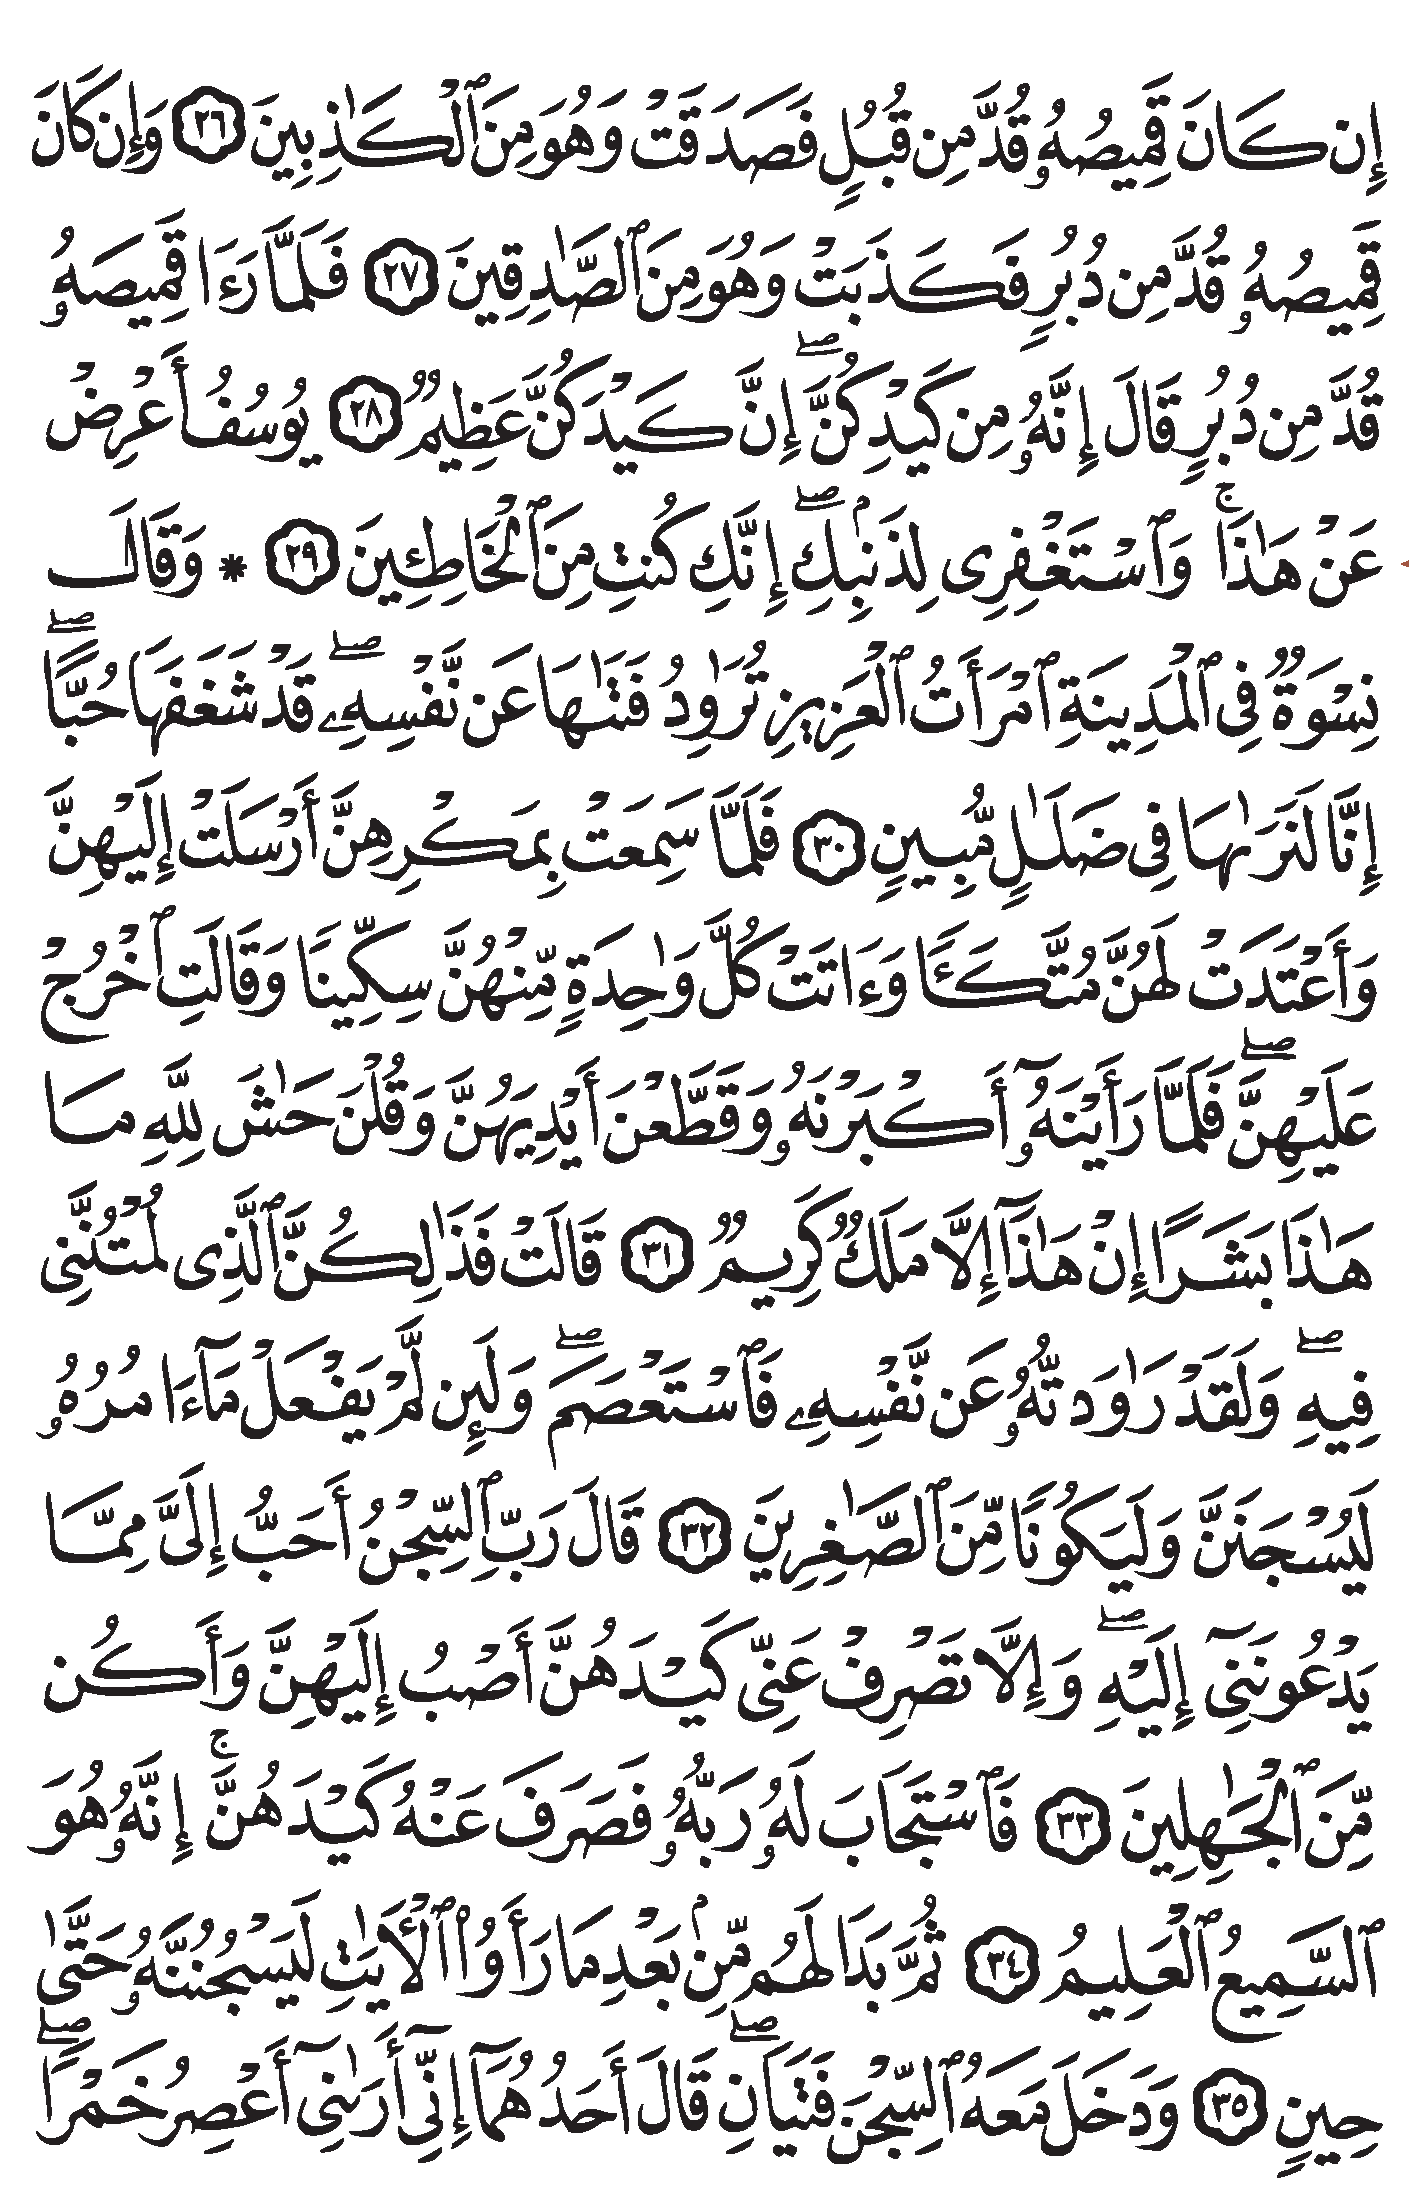 إِن كَانَ قَمِيصُهُۥ قُدَّ مِن قُبُلٍ فَصَدَقَتْ وَهُوَ مِنَ ٱلْكَٰذِبِينَ ٢٦ وَإِن كَانَ
قَمِيصُهُۥ قُدَّ مِن دُبُرٍ فَكَذَبَتْ وَهُوَ مِنَ ٱلصَّٰدِقِينَ ٢٧ فَلَمَّا رَءَا قَمِيصَهُۥ
قُدَّ مِن دُبُرٍ قَالَ إِنَّهُۥ مِن كَيْدِكُنَّۖ إِنَّ كَيْدَكُنَّ عَظِيمٌ ٢٨ يُوسُفُ أَعْرِضْ
عَنْ هَٰذَاۚ وَٱسْتَغْفِرِى لِذَنۢبِكِۖ إِنَّكِ كُنتِ مِنَ ٱلْخَاطِـِٔينَ ٢٩ * وَقَالَ
نِسْوَةٌ فِى ٱلْمَدِينَةِ ٱمْرَأَتُ ٱلْعَزِيزِ تُرَٰوِدُ فَتَىٰهَا عَن نَّفْسِهِۦۖ قَدْ شَغَفَهَا حُبًّاۖ
إِنَّا لَنَرَىٰهَا فِى ضَلَٰلٍ مُّبِينٍ ٣٠ فَلَمَّا سَمِعَتْ بِمَكْرِهِنَّ أَرْسَلَتْ إِلَيْهِنَّ
وَأَعْتَدَتْ لَهُنَّ مُتَّكَـًٔا وَءَاتَتْ كُلَّ وَٰحِدَةٍ مِّنْهُنَّ سِكِّينًا وَقَالَتِ ٱخْرُجْ
عَلَيْهِنَّۖ فَلَمَّا رَأَيْنَهُۥٓ أَكْبَرْنَهُۥ وَقَطَّعْنَ أَيْدِيَهُنَّ وَقُلْنَ حَٰشَ لِلَّهِ مَا
هَٰذَا بَشَرًا إِنْ هَٰذَآ إِلَّا مَلَكٌ كَرِيمٌ ٣١ قَالَتْ فَذَٰلِكُنَّ ٱلَّذِى لُمْتُنَّنِى
فِيهِۖ وَلَقَدْ رَٰوَدتُّهُۥ عَن نَّفْسِهِۦ فَٱسْتَعْصَمَۖ وَلَئِن لَّمْ يَفْعَلْ مَآ ءَامُرُهُۥ
لَيُسْجَنَنَّ وَلَيَكُونًا مِّنَ ٱلصَّٰغِرِينَ ٣٢ قَالَ رَبِّ ٱلسِّجْنُ أَحَبُّ إِلَىَّ مِمَّا
يَدْعُونَنِىٓ إِلَيْهِۖ وَإِلَّا تَصْرِفْ عَنِّى كَيْدَهُنَّ أَصْبُ إِلَيْهِنَّ وَأَكُن
مِّنَ ٱلْجَٰهِلِينَ ٣٣ فَٱسْتَجَابَ لَهُۥ رَبُّهُۥ فَصَرَفَ عَنْهُ كَيْدَهُنَّۚ إِنَّهُۥ هُوَ
ٱلسَّمِيعُ ٱلْعَلِيمُ ٣٤ ثُمَّ بَدَا لَهُم مِّنۢ بَعْدِ مَا رَأَوُا۟ ٱلْـَٔايَٰتِ لَيَسْجُنُنَّهُۥ حَتَّىٰ
حِينٍ ٣٥ وَدَخَلَ مَعَهُ ٱلسِّجْنَ فَتَيَانِۖ قَالَ أَحَدُهُمَآ إِنِّىٓ أَرَىٰنِىٓ أَعْصِرُ خَمْرًاۖ